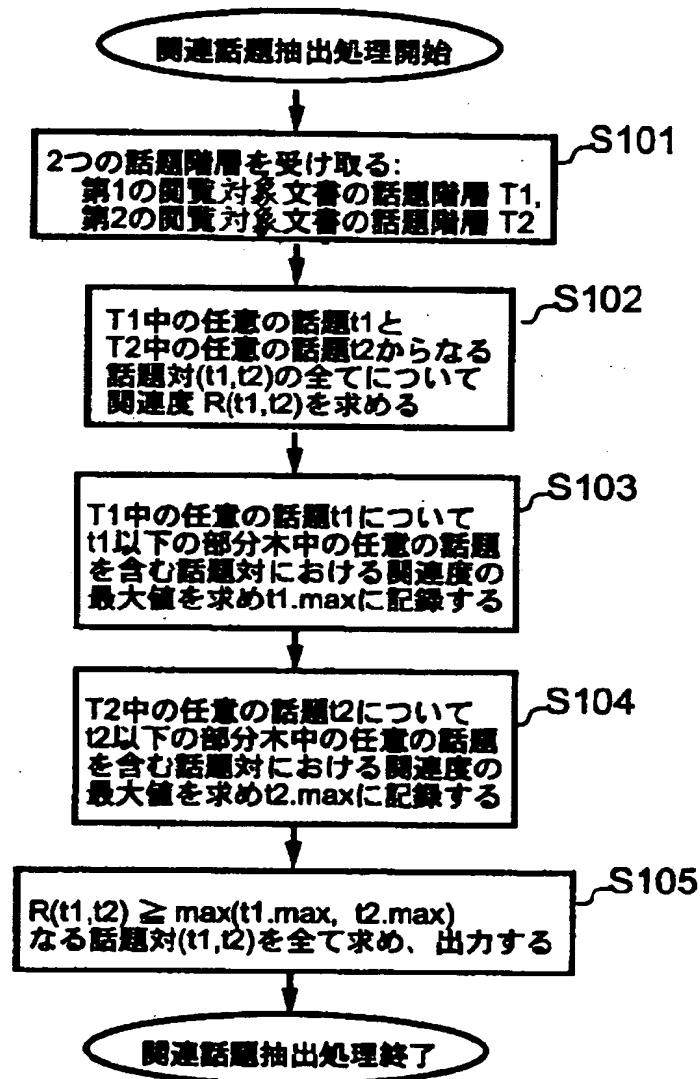 関連話題抽出処理開始
S101
2つの話題階層を受け取る:
第1の閲覧対象文書の話題階層 T1,
第2の閲覧対象文書の話題階層 T2
S102
T1中の任意の話題t1と
T2中の任意の話題t2からなる
話題対(t1,t2)の全てについて
関連度 R(t1,t2)を求める
S103
T1中の任意の話題t1について
t1以下の部分木中の任意の話題
を含む話題対における関連度の
最大値を求めt1.maxに記録する
S104
T2中の任意の話題t2について
t2以下の部分木中の任意の話題
を含む話題対における関連度の
最大値を求めt2.maxに記録する
S105
R(t1,t2) ≧ max(t1.max, t2.max)
なる話題対(t1,t2)を全て求め、出力する
関連話題抽出処理終了